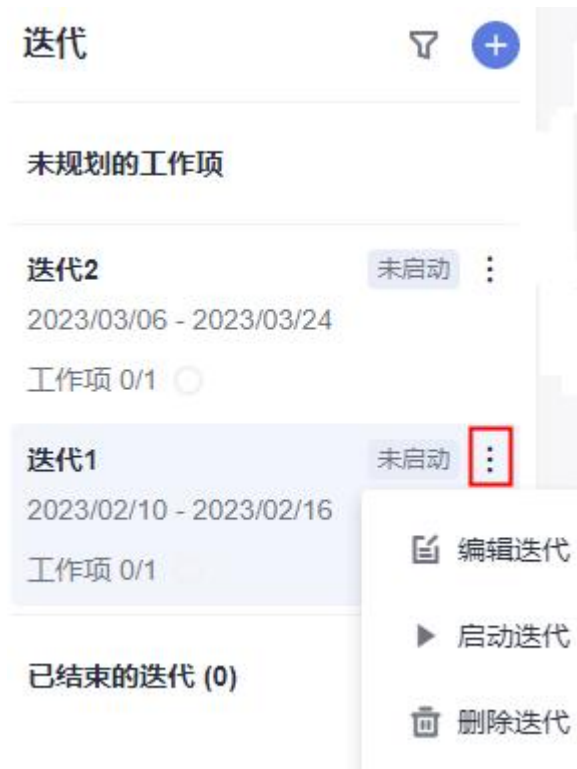 迭代
未规划的工作项
迭代2 未启动
2023/03/06 - 2023/03/24
工作项 0/1
迭代1 未启动
2023/02/10 - 2023/02/16
工作项 0/1
编辑迭代
启动迭代
已结束的迭代 (0)
删除迭代